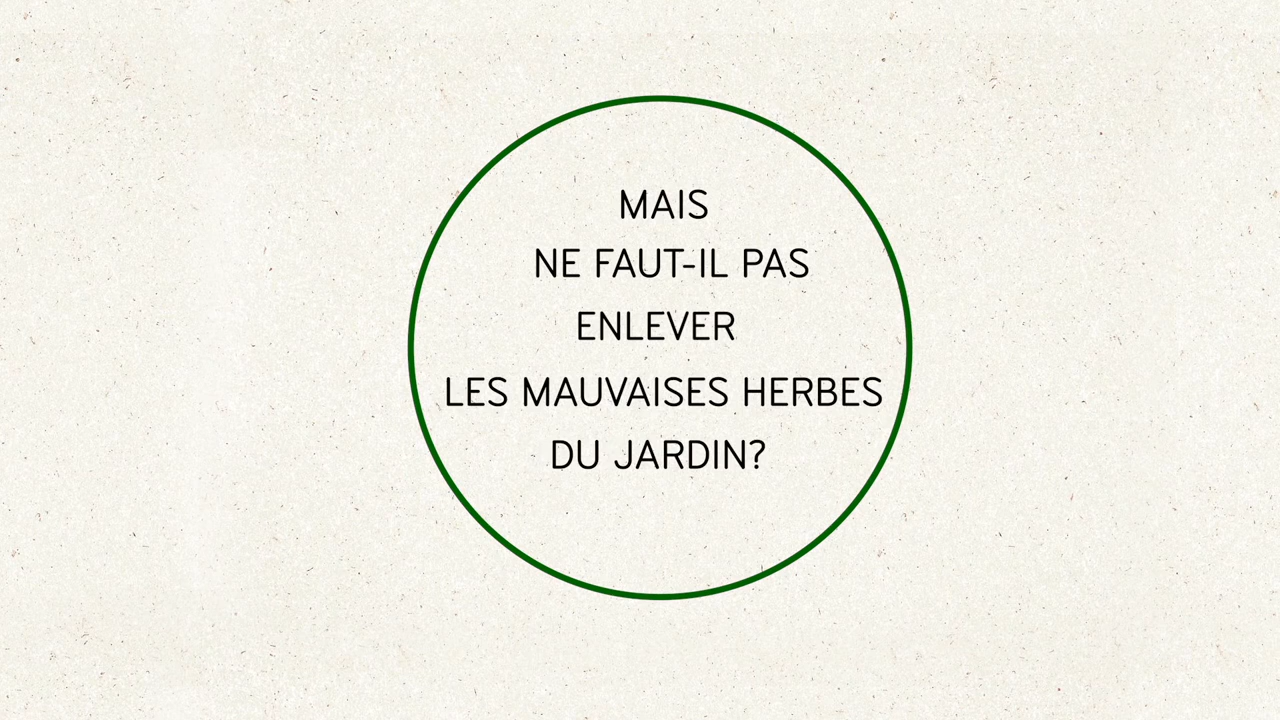 MAIS
NE FAUT-IL PAS
ENLEVER
LES MAUVAISES HERBES
DU JARDIN?